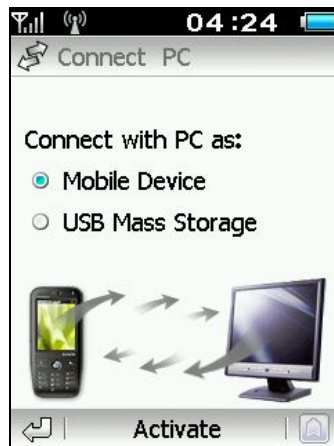 04:24
Connect PC
Connect with PC as:
Mobile Device
USB Mass Storage
Activate